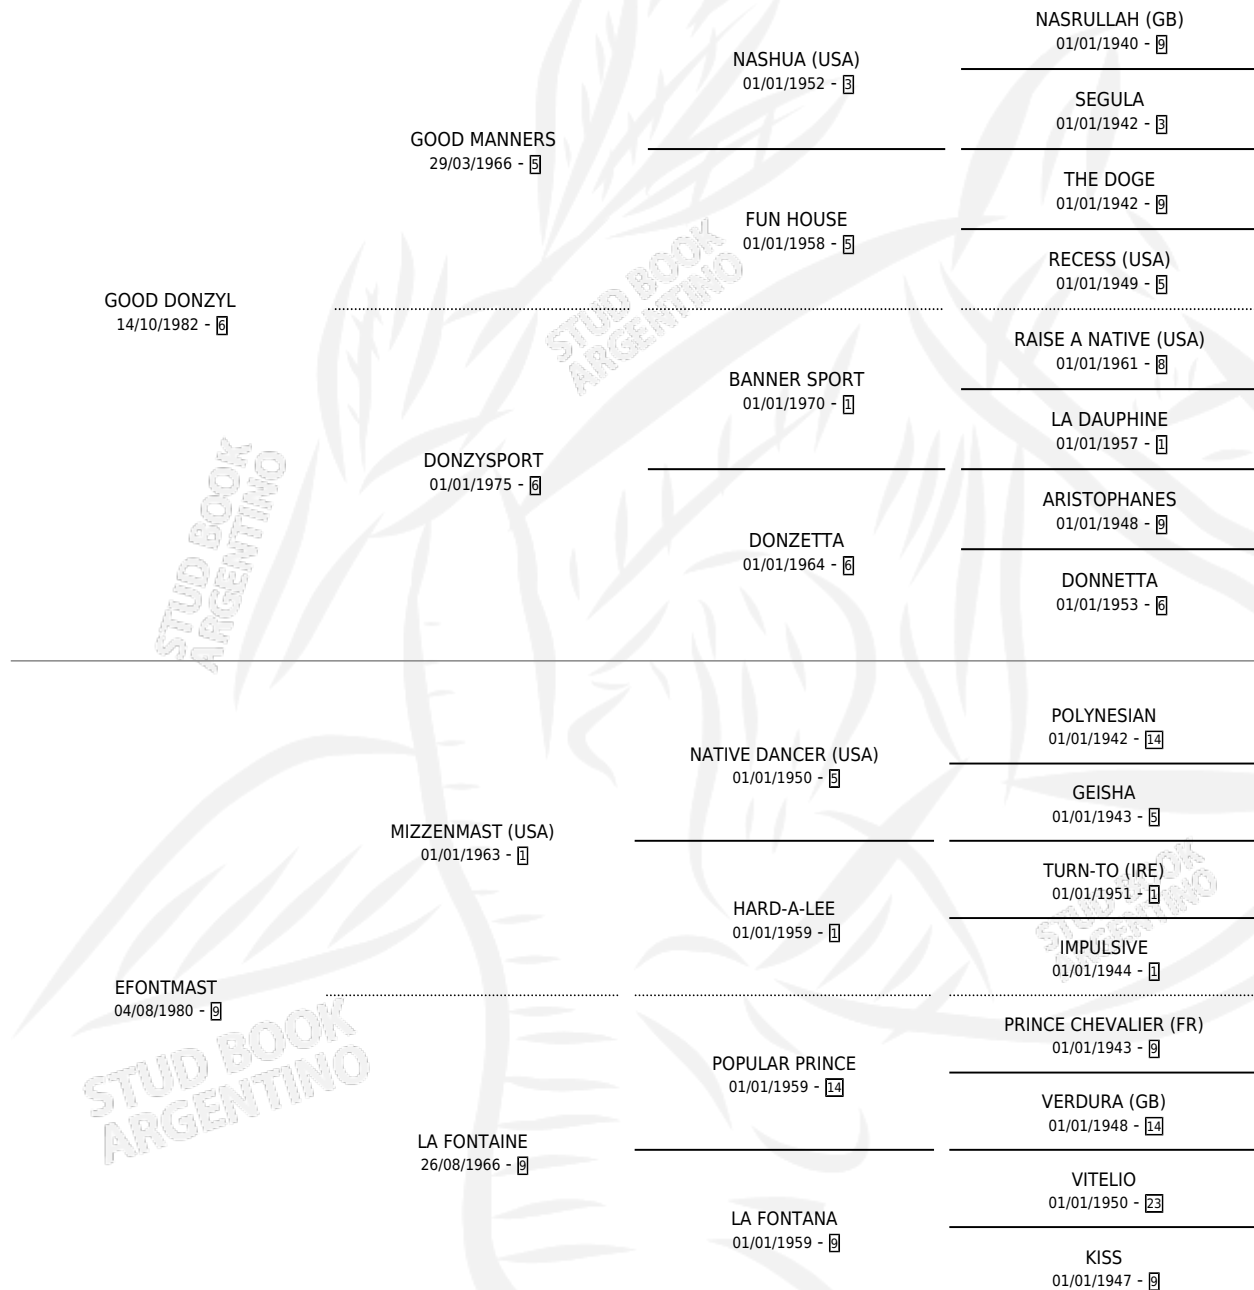 NASRULLAH (GB)
01/01/1940 - 9
NASHUA (USA)
01/01/1952 - 3
SEGULA
01/01/1942 - 3
GOOD MANNERS
29/03/1966 - 5
THE DOGE
01/01/1942 - 9
FUN HOUSE
01/01/1958 - 5
RECESS (USA)
01/01/1949 - 5
GOOD DONZYL
14/10/1982 - 6
RAISE A NATIVE (USA)
01/01/1961 - 8
BANNER SPORT
01/01/1970 - 1
LA DAUPHINE
01/01/1957 - 1
DONZYSPORT
01/01/1975 - 6
ARISTOPHANES
01/01/1948 - 9
DONZETTA
01/01/1964 - 6
DONNETTA
01/01/1953 - 6
POLYNESIAN
01/01/1942 - 14
NATIVE DANCER (USA)
01/01/1950 - 5
GEISHA
01/01/1943 - 5
MIZZENMAST (USA)
01/01/1963 - 1
TURN-TO (IRE)
01/01/1951 - 1
HARD-A-LEE
01/01/1959 - 1
IMPULSIVE
01/01/1944 - 1
EFONTMAST
04/08/1980 - 9
PRINCE CHEVALIER (FR)
01/01/1943 - 9
POPULAR PRINCE
01/01/1959 - 14
VERDURA (GB)
01/01/1948 - 14
LA FONTAINE
26/08/1966 - 9
VITELIO
01/01/1950 - 23
LA FONTANA
01/01/1959 - 9
KISS
01/01/1947 - 9
STUD BOOK
ARGENTINO
STUD BOOK
ARGENTINO
STUD BOOK
ARGENTINO
STUD BOOK
ARGENTINO